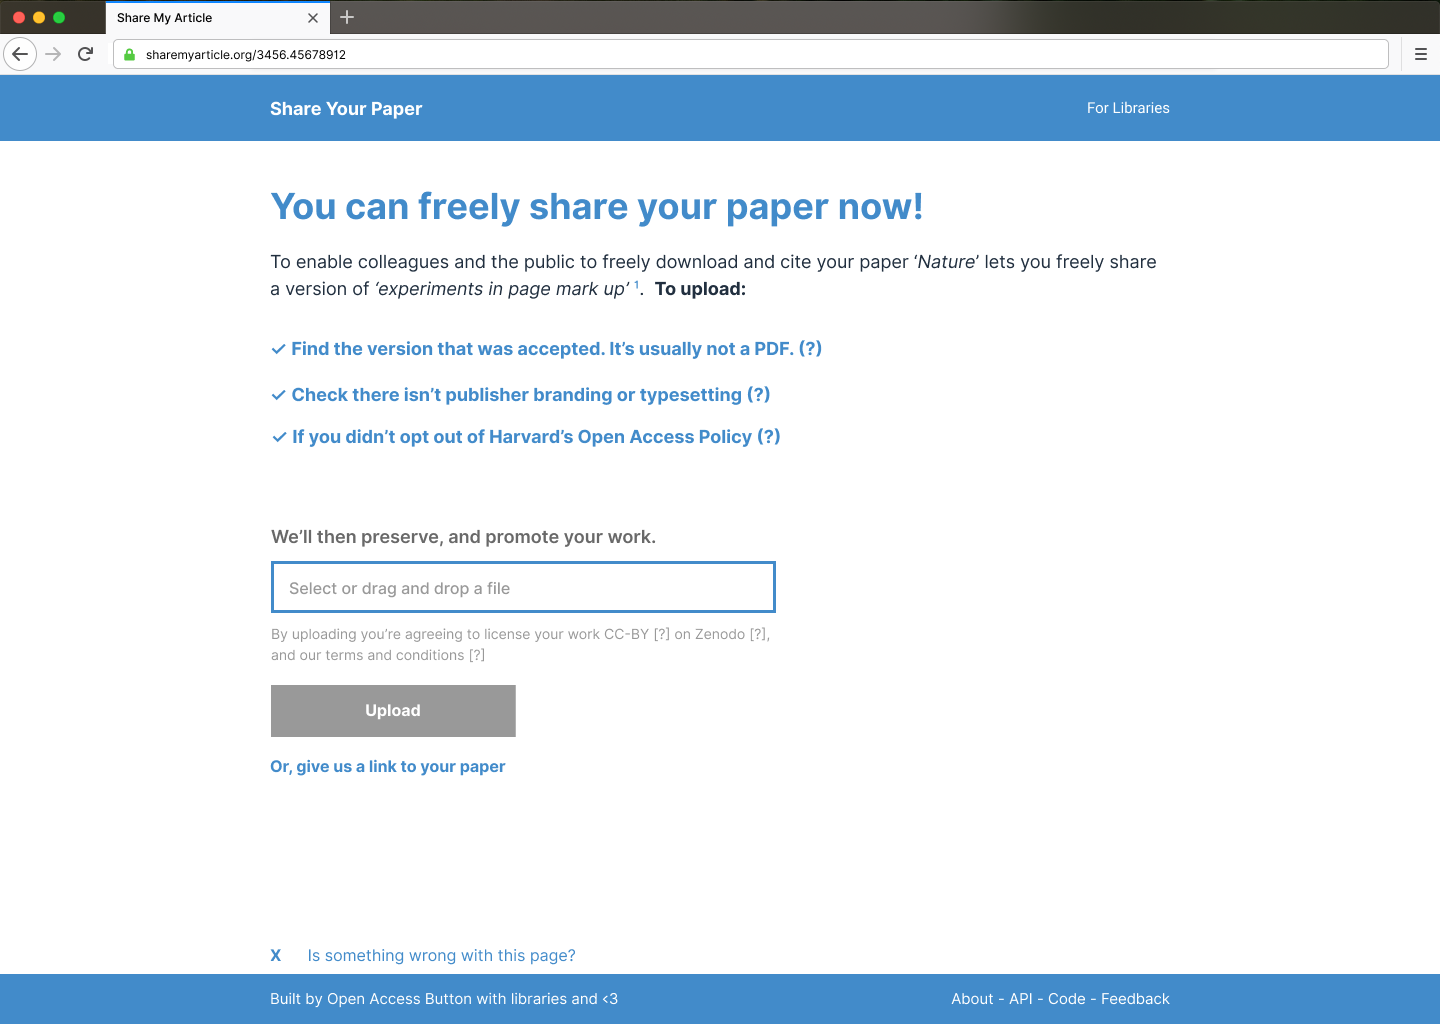 Share My Article
sharemyarticle.org/3456.45678912
Share Your Paper
For Libraries
You can freely share your paper now!
To enable colleagues and the public to freely download and cite your paper ‘Nature’ lets you freely share
a version of ‘experiments in page mark up’ 1. To upload:
✓ Find the version that was accepted. It’s usually not a PDF. (?)
✓ Check there isn’t publisher branding or typesetting (?)
✓ If you didn’t opt out of Harvard’s Open Access Policy (?)
We’ll then preserve, and promote your work.
Select or drag and drop a file
By uploading you’re agreeing to license your work CC-BY [?] on Zenodo [?],
and our terms and conditions [?]
Upload
Or, give us a link to your paper
X Is something wrong with this page?
Built by Open Access Button with libraries and <3
About - API - Code - Feedback